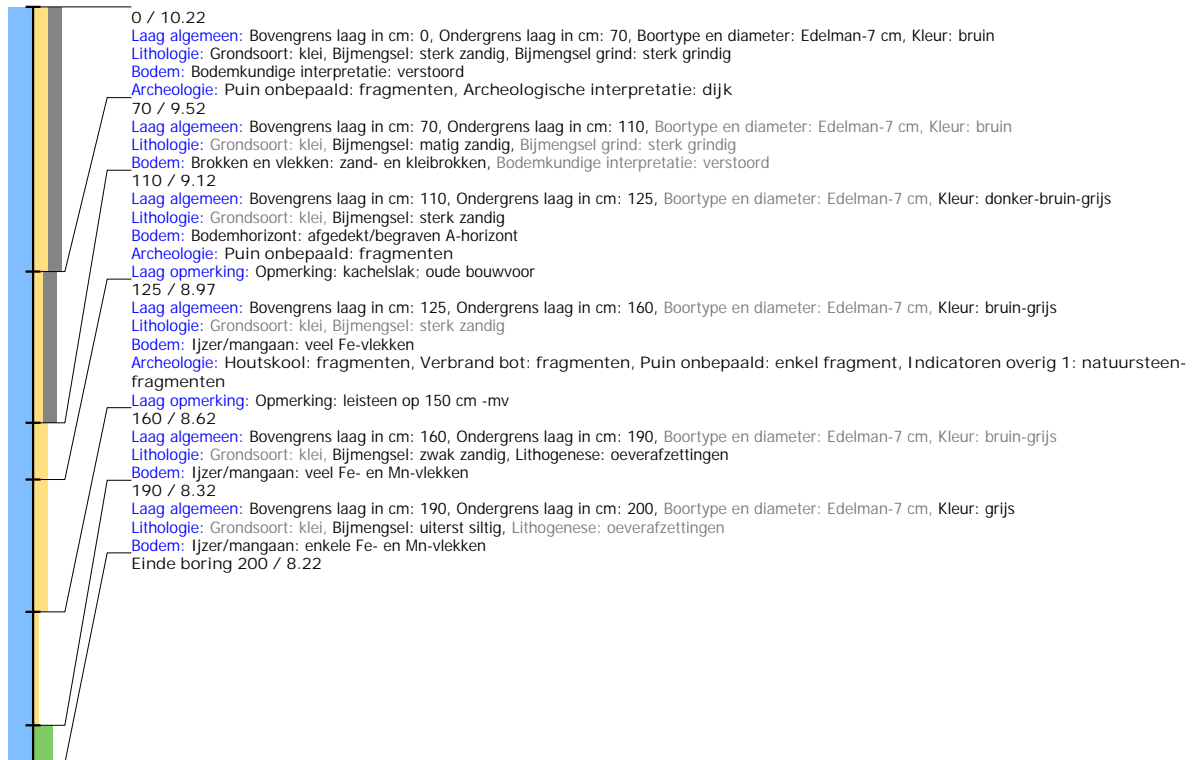 0 / 10.22
Laag algemeen: Bovengrens laag in cm: 0, Ondergrens laag in cm: 70, Boortype en diameter: Edelman-7 cm, Kleur: bruin
Lithologie: Grondsoort: klei, Bijmengsel: sterk zandig, Bijmengsel grind: sterk grindig
Bodem: Bodemkundige interpretatie: verstoord
Archeologie: Puin onbepaald: fragmenten, Archeologische interpretatie: dijk
70 / 9.52
Laag algemeen: Bovengrens laag in cm: 70, Ondergrens laag in cm: 110, Boortype en diameter: Edelman-7 cm, Kleur: bruin
Lithologie: Grondsoort: klei, Bijmengsel: matig zandig, Bijmengsel grind: sterk grindig
Bodem: Brokken en vlekken: zand- en kleibrokken, Bodemkundige interpretatie: verstoord
110 / 9.12
Laag algemeen: Bovengrens laag in cm: 110, Ondergrens laag in cm: 125, Boortype en diameter: Edelman-7 cm, Kleur: donker-bruin-grijs
Lithologie: Grondsoort: klei, Bijmengsel: sterk zandig
Bodem: Bodemhorizont: afgedekt/begraven A-horizont
Archeologie: Puin onbepaald: fragmenten
Laag opmerking: Opmerking: kachelslak; oude bouwvoor
125 / 8.97
Laag algemeen: Bovengrens laag in cm: 125, Ondergrens laag in cm: 160, Boortype en diameter: Edelman-7 cm, Kleur: bruin-grijs
Lithologie: Grondsoort: klei, Bijmengsel: sterk zandig
Bodem: Ijzer/mangaan: veel Fe-vlekken
Archeologie: Houtskool: fragmenten, Verbrand bot: fragmenten, Puin onbepaald: enkel fragment, Indicatoren overig 1: natuursteen-
fragmenten
Laag opmerking: Opmerking: leisteen op 150 cm -mv
160 / 8.62
Laag algemeen: Bovengrens laag in cm: 160, Ondergrens laag in cm: 190, Boortype en diameter: Edelman-7 cm, Kleur: bruin-grijs
Lithologie: Grondsoort: klei, Bijmengsel: zwak zandig, Lithogenese: oeverafzettingen
Bodem: Ijzer/mangaan: veel Fe- en Mn-vlekken
190 / 8.32
Laag algemeen: Bovengrens laag in cm: 190, Ondergrens laag in cm: 200, Boortype en diameter: Edelman-7 cm, Kleur: grijs
Lithologie: Grondsoort: klei, Bijmengsel: uiterst siltig, Lithogenese: oeverafzettingen
Bodem: Ijzer/mangaan: enkele Fe- en Mn-vlekken
Einde boring 200 / 8.22